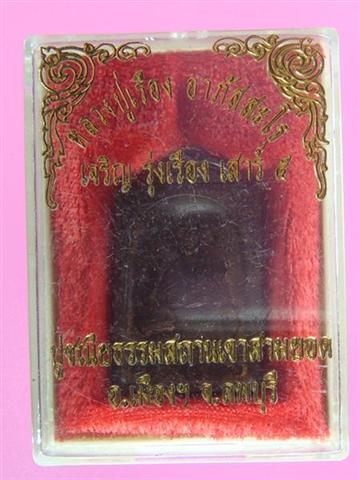 หลวงปู่เรือง อาภัสสะโร
เจริญ รุ่งเรือง เสาร์ ๕
ปูชนียธรรมสถานเขาสามยอด
อ.เมืองฯ จ.ลพบุรี